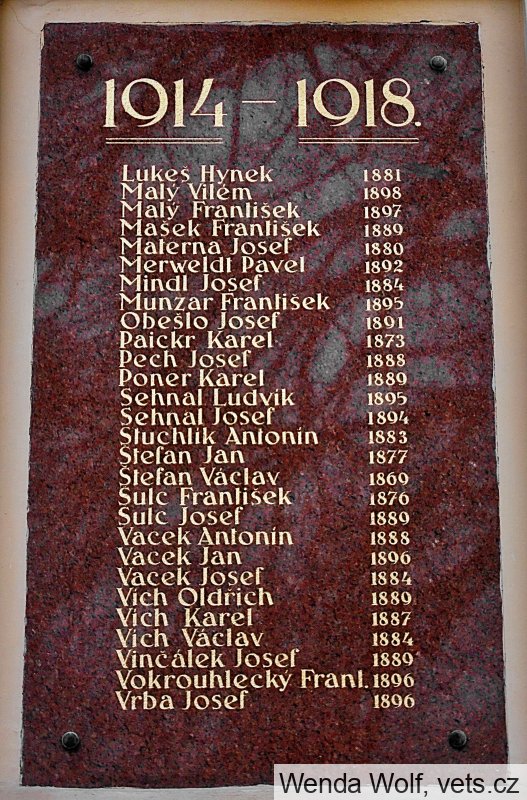 1914 – 1918.
Lukeš Hynek 1881
Malý Vilém 1898
Malý František 1897
Mašek František 1889
Materna Josef 1880
Merweldt Pavel 1892
Mindl Josef 1884
Munzar František 1895
Obešlo Josef 1891
Paickr Karel 1873
Pech Josef 1888
Poner Karel 1889
Sehnal Ludvík 1895
Sehnal Josef 1894
Stuchlík Antonín 1883
Štefan Jan 1877
Štefan Václav 1869
Šulc František 1876
Šulc Josef 1889
Vacek Antonín 1888
Vacek Jan 1896
Vacek Josef 1884
Vích Oldřich 1889
Vích Karel 1887
Vích Václav 1884
Vinčálek Josef 1889
Vokrouhlecký Frant. 1896
Vrba Josef 1896
Wenda Wolf, vets.cz